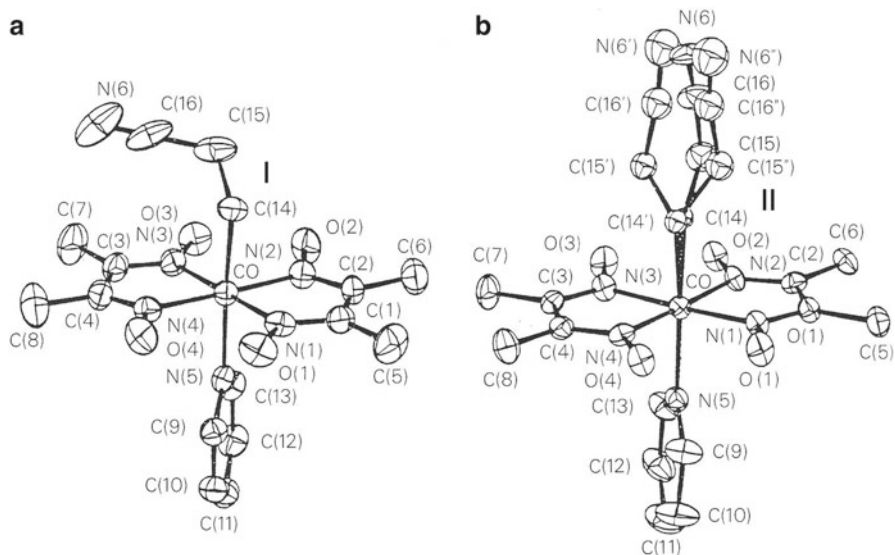 a
N(6)
C(16)
C(15)
I
C(14)
C(7)
O(3)
C(3)
N(3)
N(2)
O(2)
C(6)
CO
C(2)
C(4)
C(1)
C(8)
N(4)
O(4)
N(1)
O(1)
C(5)
N(5)
C(13)
C(9)
C(12)
C(10)
C(11)
b
N(6)
N(6')
N(6'')
C(16)
C(16')
C(16'')
C(15)
C(15')
C(15'')
II
C(14')
C(14)
C(7)
O(3)
O(2)
C(6)
C(3)
N(3)
CO
N(2)
C(2)
C(4)
N(4)
N(1)
O(1)
C(8)
O(4)
O(1)
C(5)
C(13)
N(5)
C(12)
C(9)
C(10)
C(11)